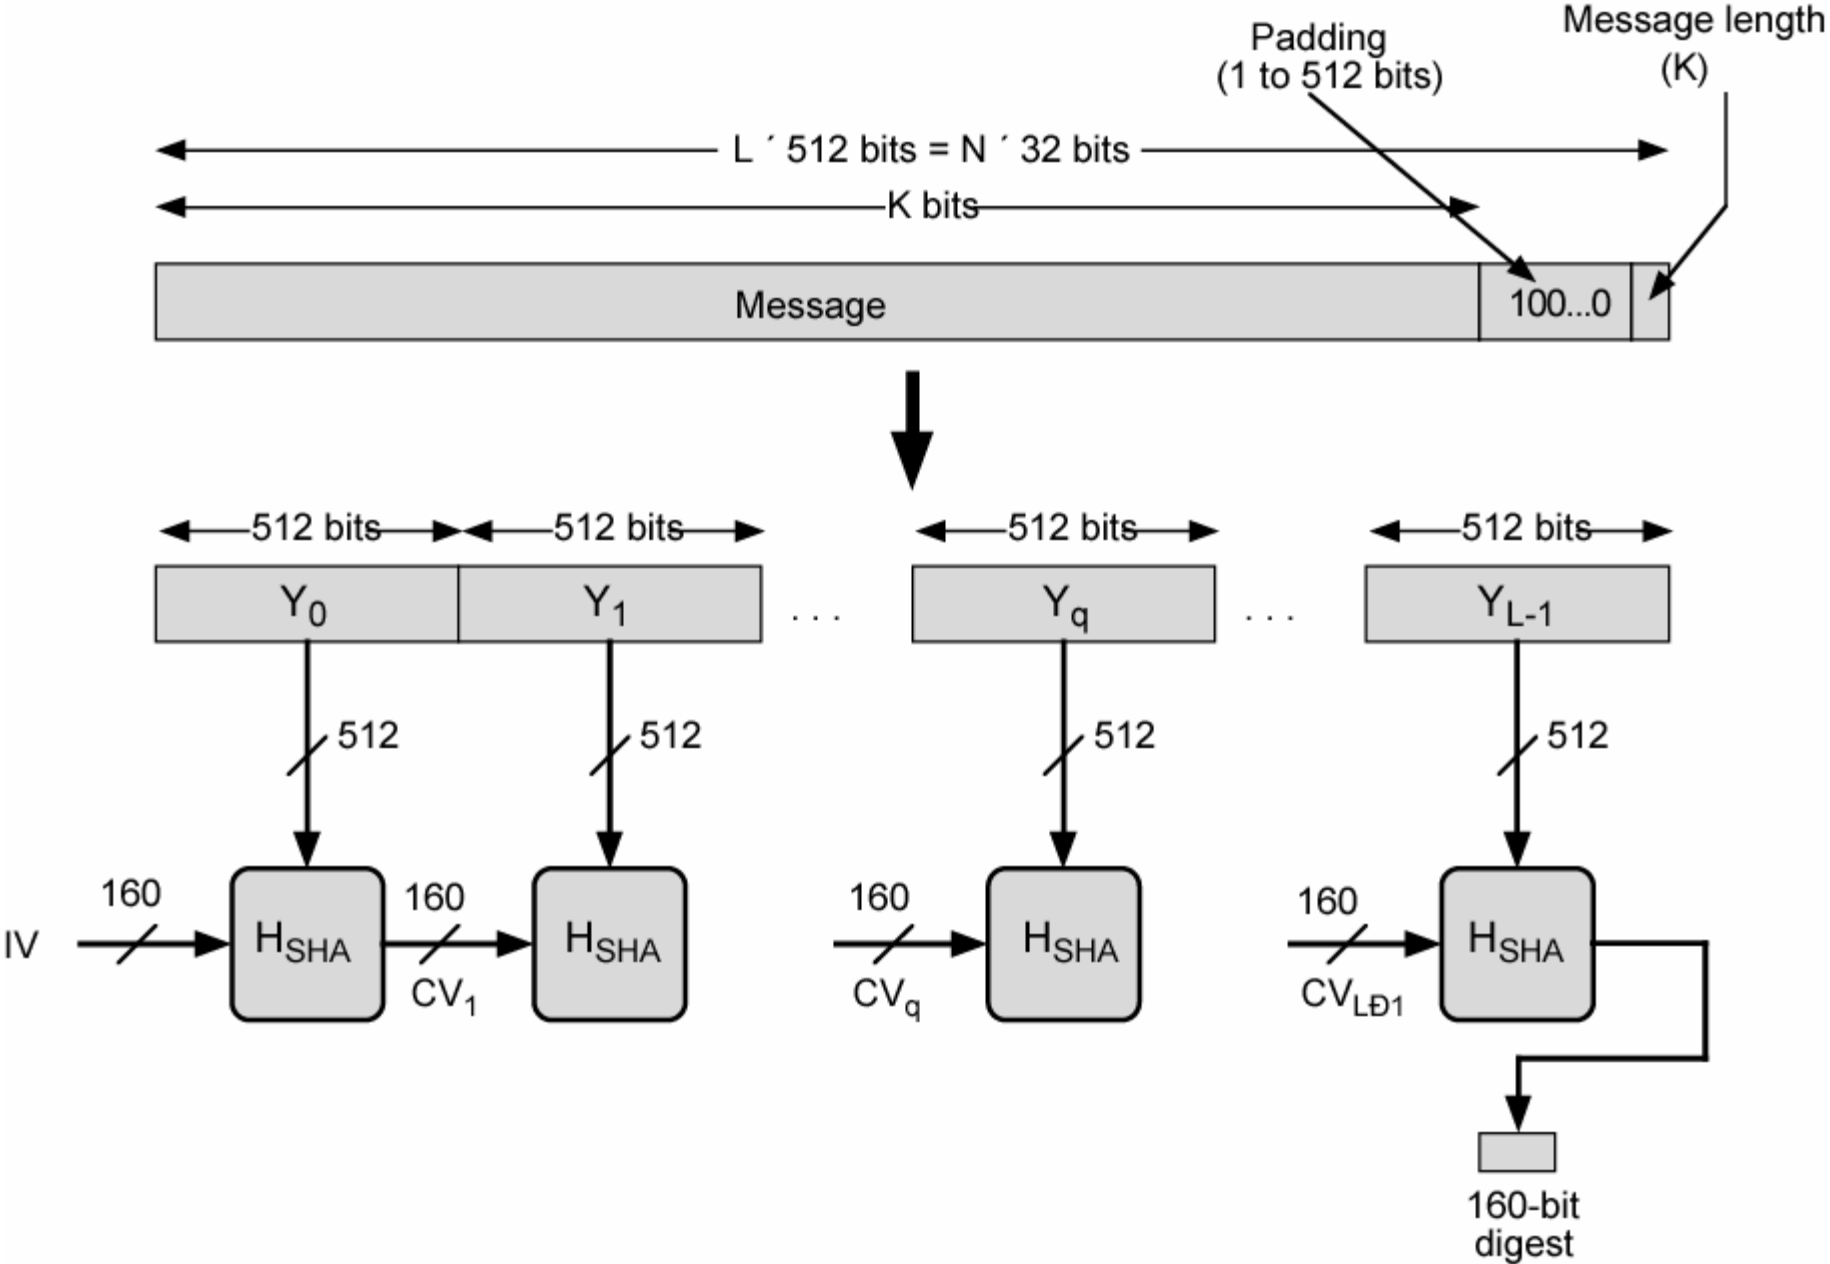 Message length
(K)
Padding
(1 to 512 bits)
L ´ 512 bits = N ´ 32 bits
K bits
Message
100...0
512 bits
512 bits
512 bits
512 bits
Y0
Y1
. . .
Yq
. . .
YL-1
512
512
512
512
160
160
160
160
IV
HSHA
HSHA
HSHA
HSHA
CV1
CVq
CVLÐ1
160-bit
digest